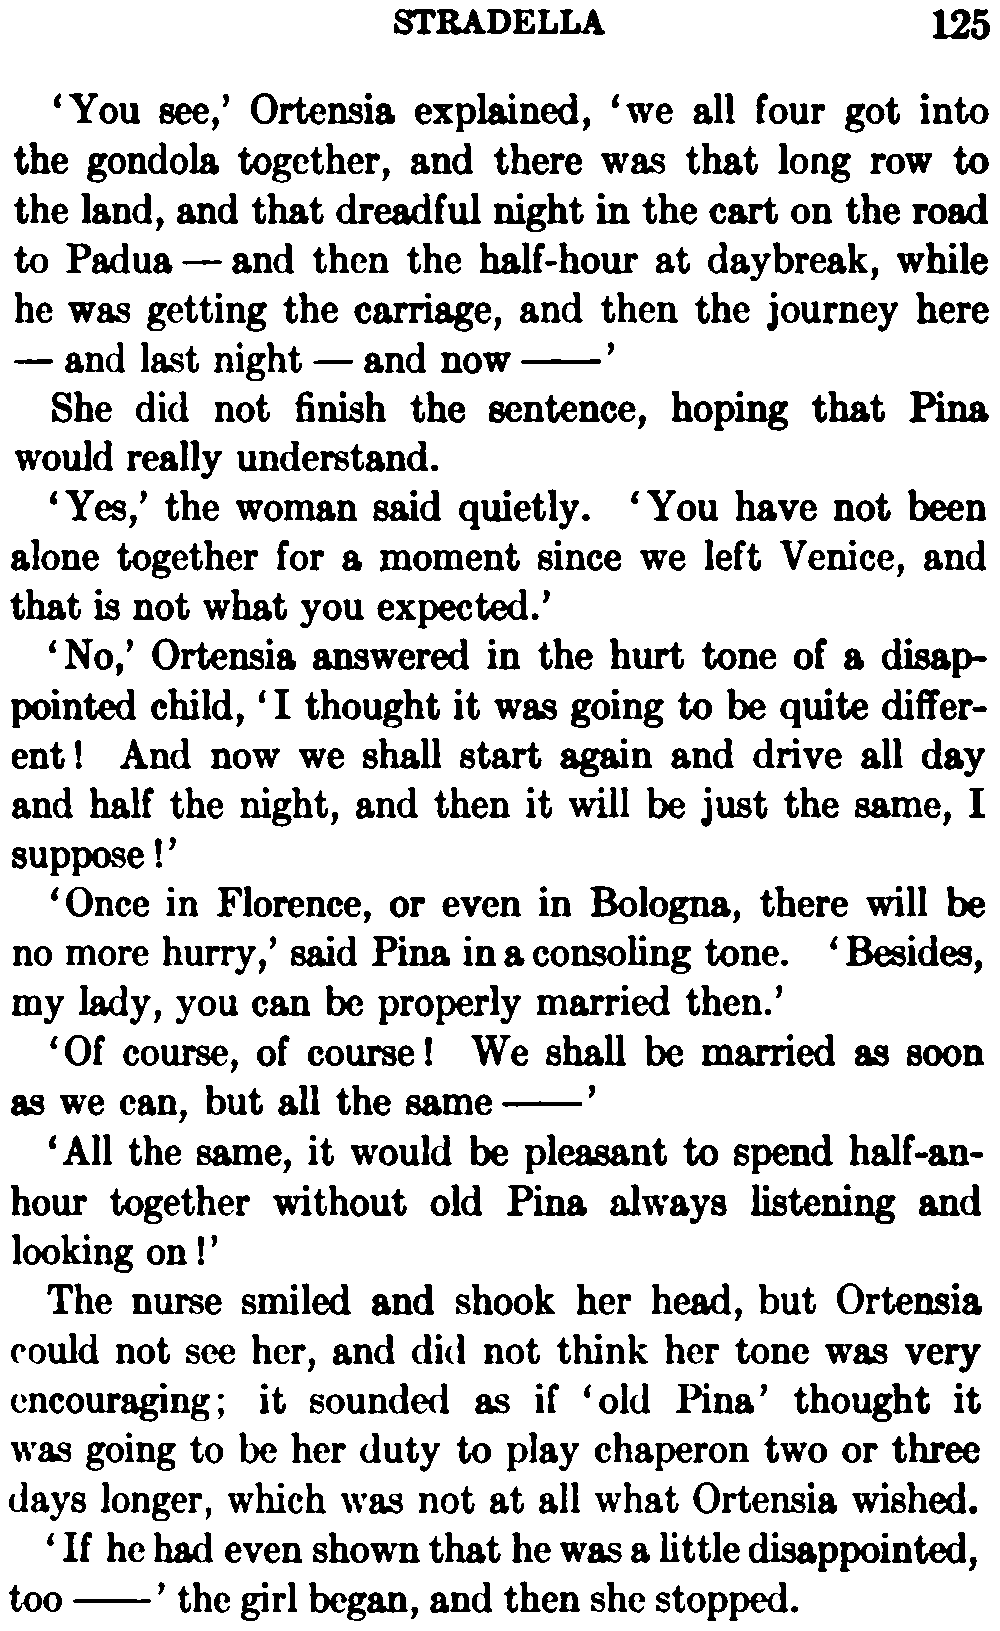 STRADELLA 125
‘You see,’ Ortensia explained, ‘we all four got into
the gondola together, and there was that long row to
the land, and that dreadful night in the cart on the road
to Padua — and then the half-hour at daybreak, while
he was getting the carriage, and then the journey here
— and last night — and now ——’
She did not finish the sentence, hoping that Pina
would really understand.
‘Yes,’ the woman said quietly. ‘You have not been
alone together for a moment since we left Venice, and
that is not what you expected.’
‘No,’ Ortensia answered in the hurt tone of a disap-
pointed child, ‘I thought it was going to be quite differ-
ent! And now we shall start again and drive all day
and half the night, and then it will be just the same, I
suppose!’
‘Once in Florence, or even in Bologna, there will be
no more hurry,’ said Pina in a consoling tone. ‘Besides,
my lady, you can be properly married then.’
‘Of course, of course! We shall be married as soon
as we can, but all the same ——’
‘All the same, it would be pleasant to spend half-an-
hour together without old Pina always listening and
looking on!’
The nurse smiled and shook her head, but Ortensia
could not see her, and did not think her tone was very
encouraging; it sounded as if ‘old Pina’ thought it
was going to be her duty to play chaperon two or three
days longer, which was not at all what Ortensia wished.
‘If he had even shown that he was a little disappointed,
too ——’ the girl began, and then she stopped.